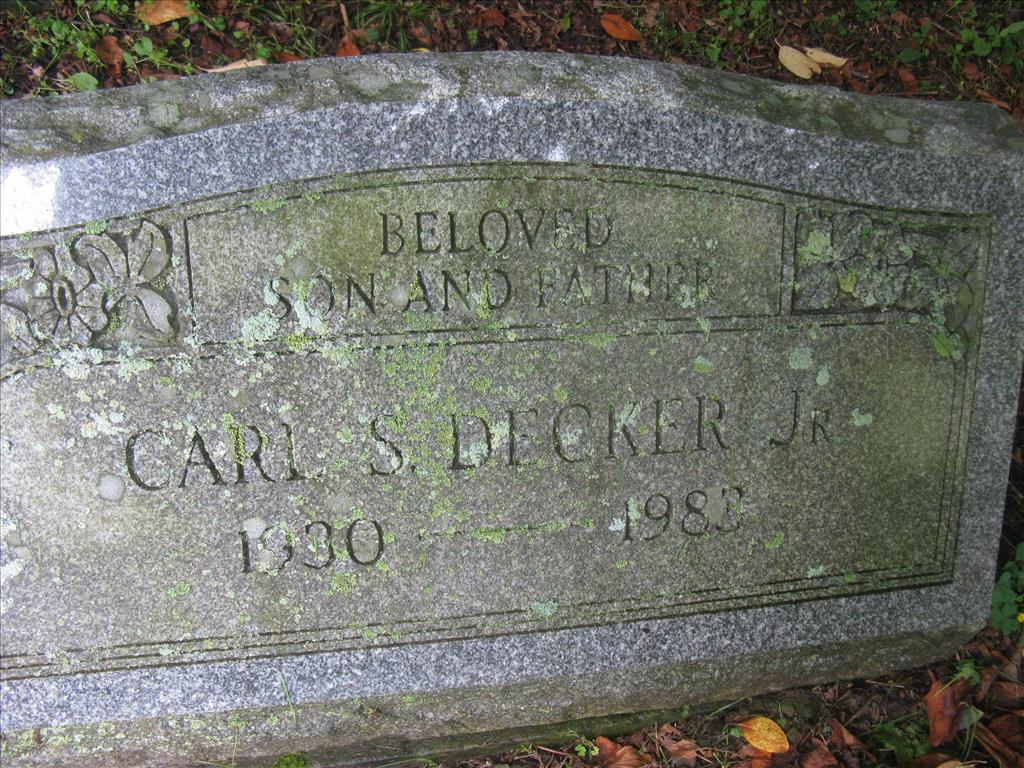 BELOVED
SON AND FATHER
CARL S. DECKER JR
1930 — 1983